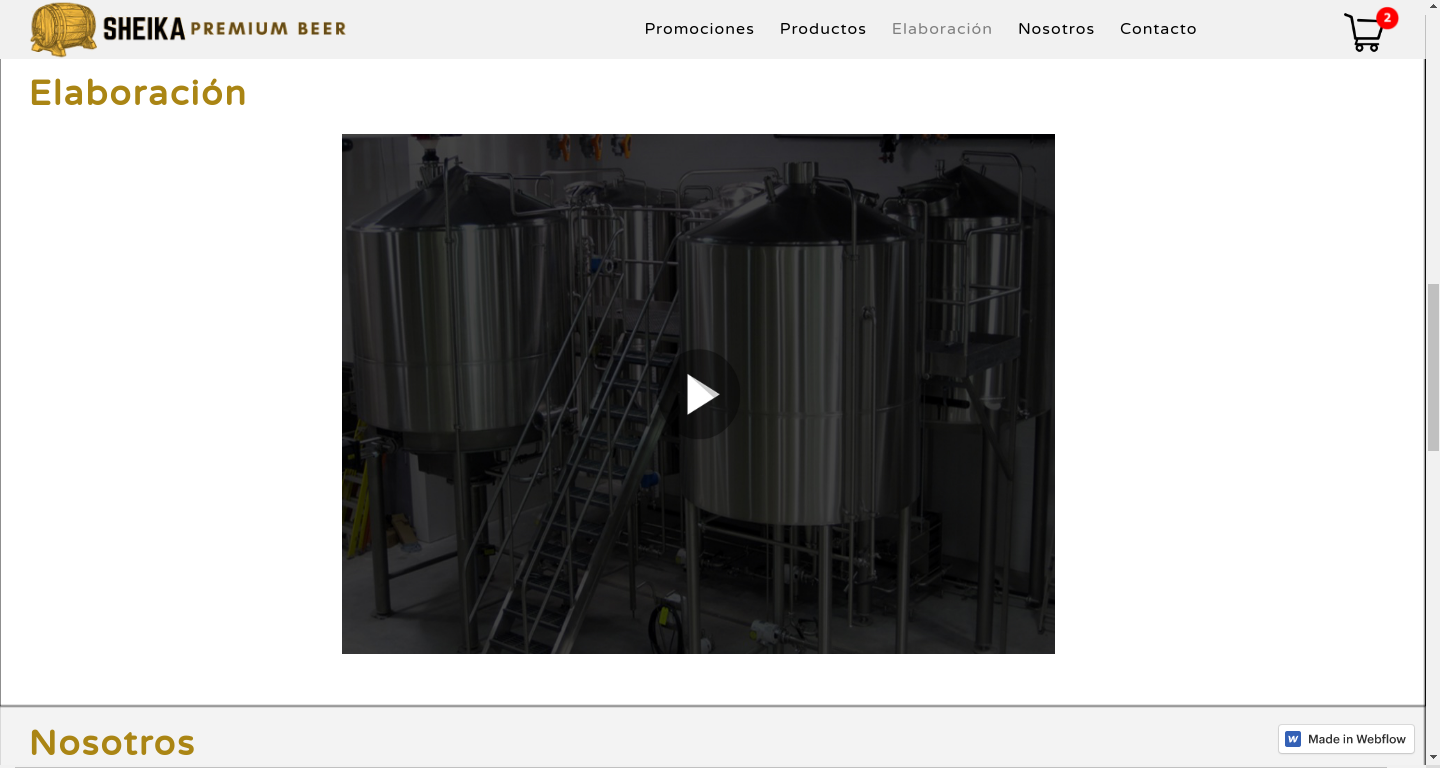 SHEIKA PREMIUM BEER
Promociones Productos Elaboración Nosotros Contacto
2
Elaboración
Nosotros
W Made in Webflow